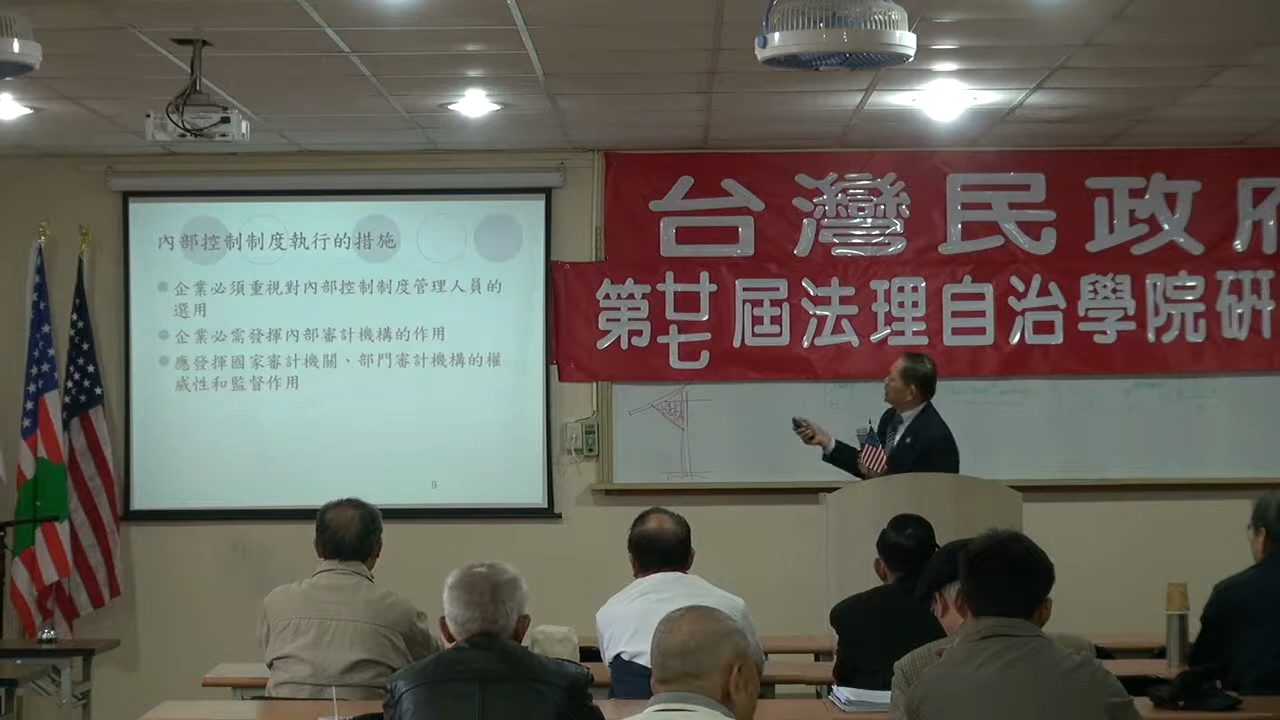 內部控制制度執行的措施
企業必須重視對內部控制制度管理人員的
選用
企業必需發揮內部審計機構的作用
應發揮國家審計機關、部門審計機構的權
威性和監督作用
9
台灣民政府
第廿七屆法理自治學院研